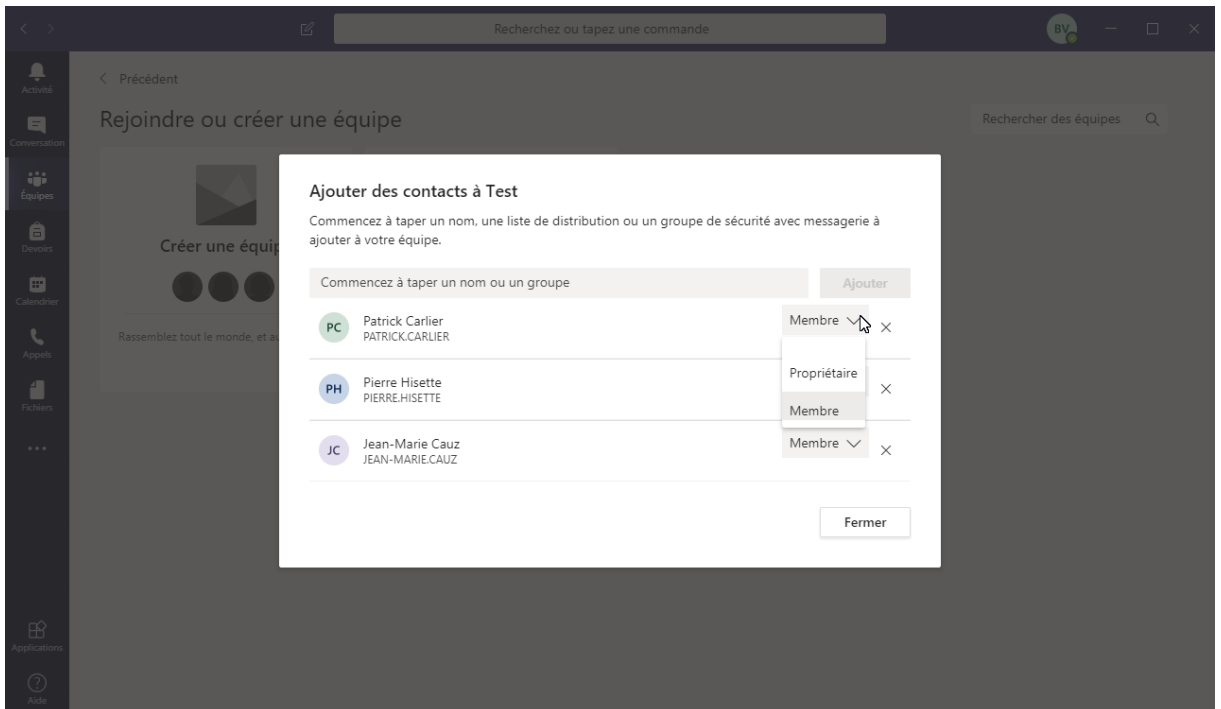 Recherchez ou tapez une commande
BV
Activité
Conversation
Équipes
Devoirs
Calendrier
Appels
Fichiers
Applications
Aide
Précédent
Rejoindre ou créer une équipe
Rechercher des équipes
Créer une équip
Rassemblez tout le monde, et au
Ajouter des contacts à Test
Commencez à taper un nom, une liste de distribution ou un groupe de sécurité avec messagerie à
ajouter à votre équipe.
Commencez à taper un nom ou un groupe
Ajouter
PC
Patrick Carlier
PATRICK.CARLIER
Membre
Propriétaire
Membre
PH
Pierre Hisette
PIERRE.HISETTE
JC
Jean-Marie Cauz
JEAN-MARIE.CAUZ
Membre
Fermer